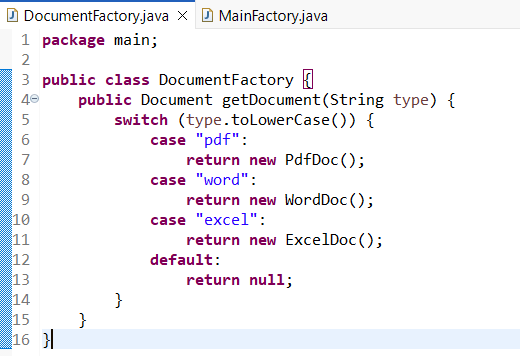 DocumentFactory.java MainFactory.java
1 package main;
2
3 public class DocumentFactory {
4 public Document getDocument(String type) {
5 switch (type.toLowerCase()) {
6 case "pdf":
7 return new PdfDoc();
8 case "word":
9 return new WordDoc();
10 case "excel":
11 return new ExcelDoc();
12 default:
13 return null;
14 }
15 }
16 }